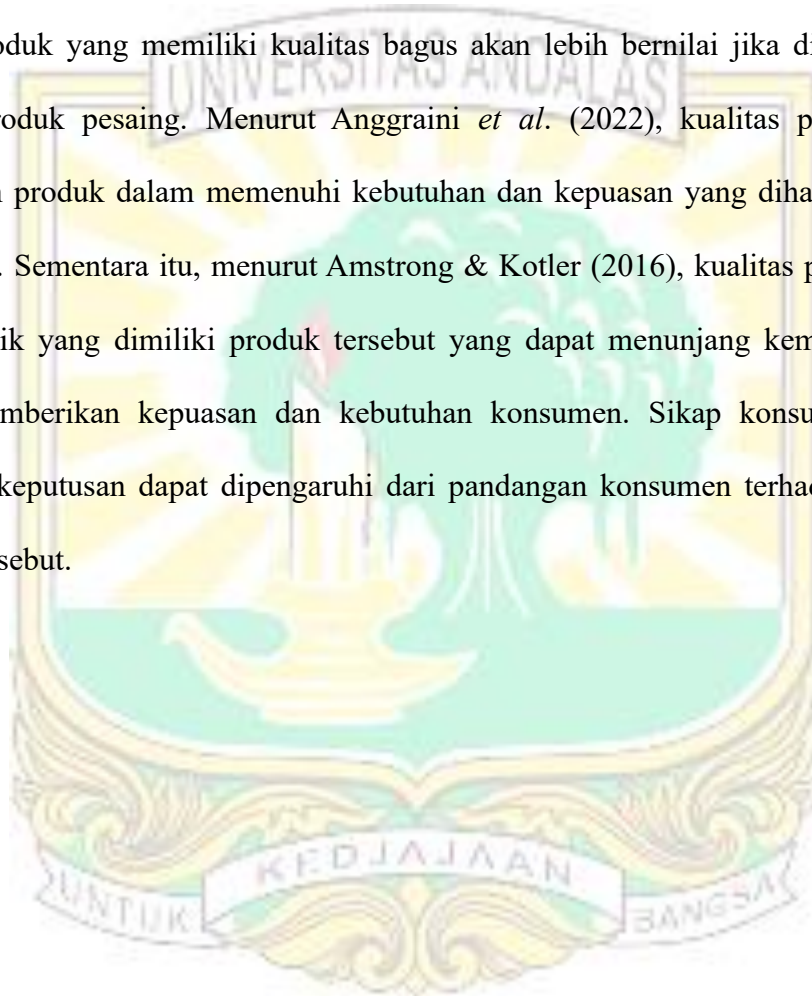 oduk yang memiliki kualitas bagus akan lebih bernilai jika di
roduk pesaing. Menurut Anggraini et al. (2022), kualitas p
n produk dalam memenuhi kebutuhan dan kepuasan yang diha
. Sementara itu, menurut Amstrong & Kotler (2016), kualitas p
ik yang dimiliki produk tersebut yang dapat menunjang kem
mberikan kepuasan dan kebutuhan konsumen. Sikap konsu
keputusan dapat dipengaruhi dari pandangan konsumen terhad
sebut.
UNIVERSITAS ANDALAS
UNTUK KEDJAJAAN BANGSA